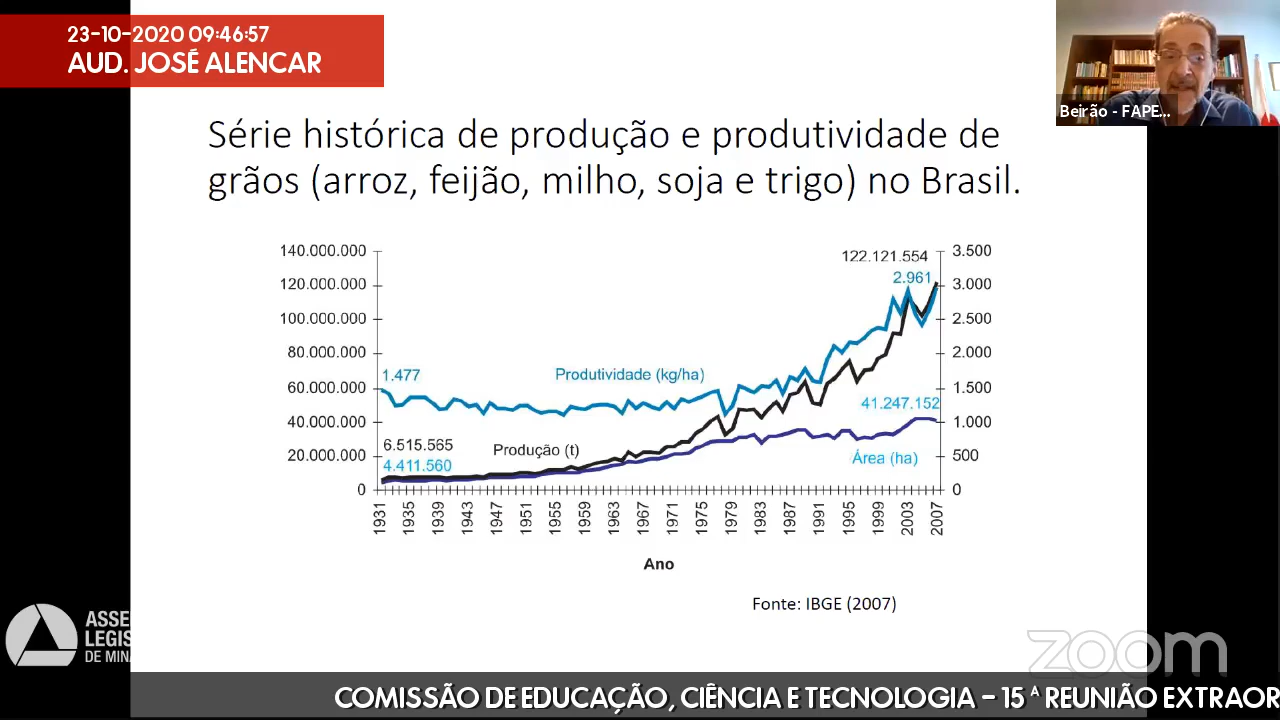 23-10-2020 09:46:57
AUD. JOSÉ ALENCAR
Beirão - FAPE...
Série histórica de produção e produtividade de
grãos (arroz, feijão, milho, soja e trigo) no Brasil.
140.000.000
120.000.000
100.000.000
80.000.000
60.000.000
40.000.000
20.000.000
0
3.500
3.000
2.500
2.000
1.500
1.000
500
0
122.121.554
2.961
1.477
Produtividade (kg/ha)
41.247.152
6.515.565
Produção (t)
4.411.560
Área (ha)
1931 1935 1939 1943 1947 1951 1955 1959 1963 1967 1971 1975 1979 1983 1987 1991 1995 1999 2003 2007
Ano
Fonte: IBGE (2007)
ASSE
LEGIS
DE MINA
zoom
COMISSÃO DE EDUCAÇÃO, CIÊNCIA E TECNOLOGIA - 15ª REUNIÃO EXTRAOR